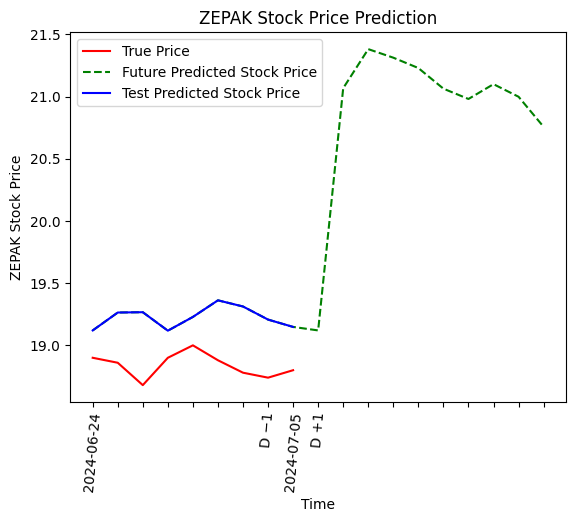 ZEPAK Stock Price Prediction
True Price
Future Predicted Stock Price
Test Predicted Stock Price
ZEPAK Stock Price
21.5
21.0
20.5
20.0
19.5
19.0
2024-06-24
D −1
2024-07-05
D +1
Time